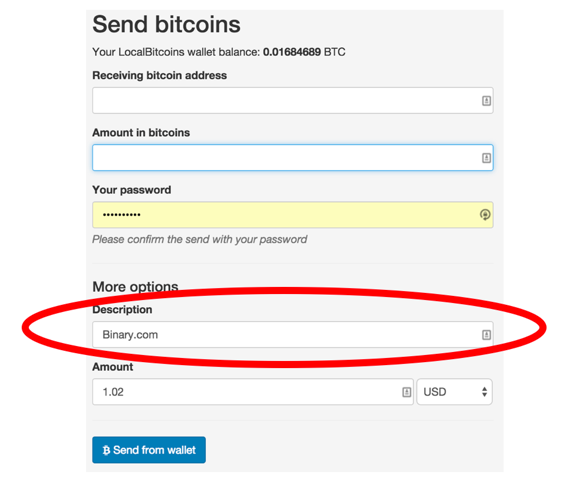 Send bitcoins
Your LocalBitcoins wallet balance: 0.01684689 BTC
Receiving bitcoin address
Amount in bitcoins
Your password
••••••••••
Please confirm the send with your password
More options
Description
Binary.com
Amount
1.02 USD
Send from wallet